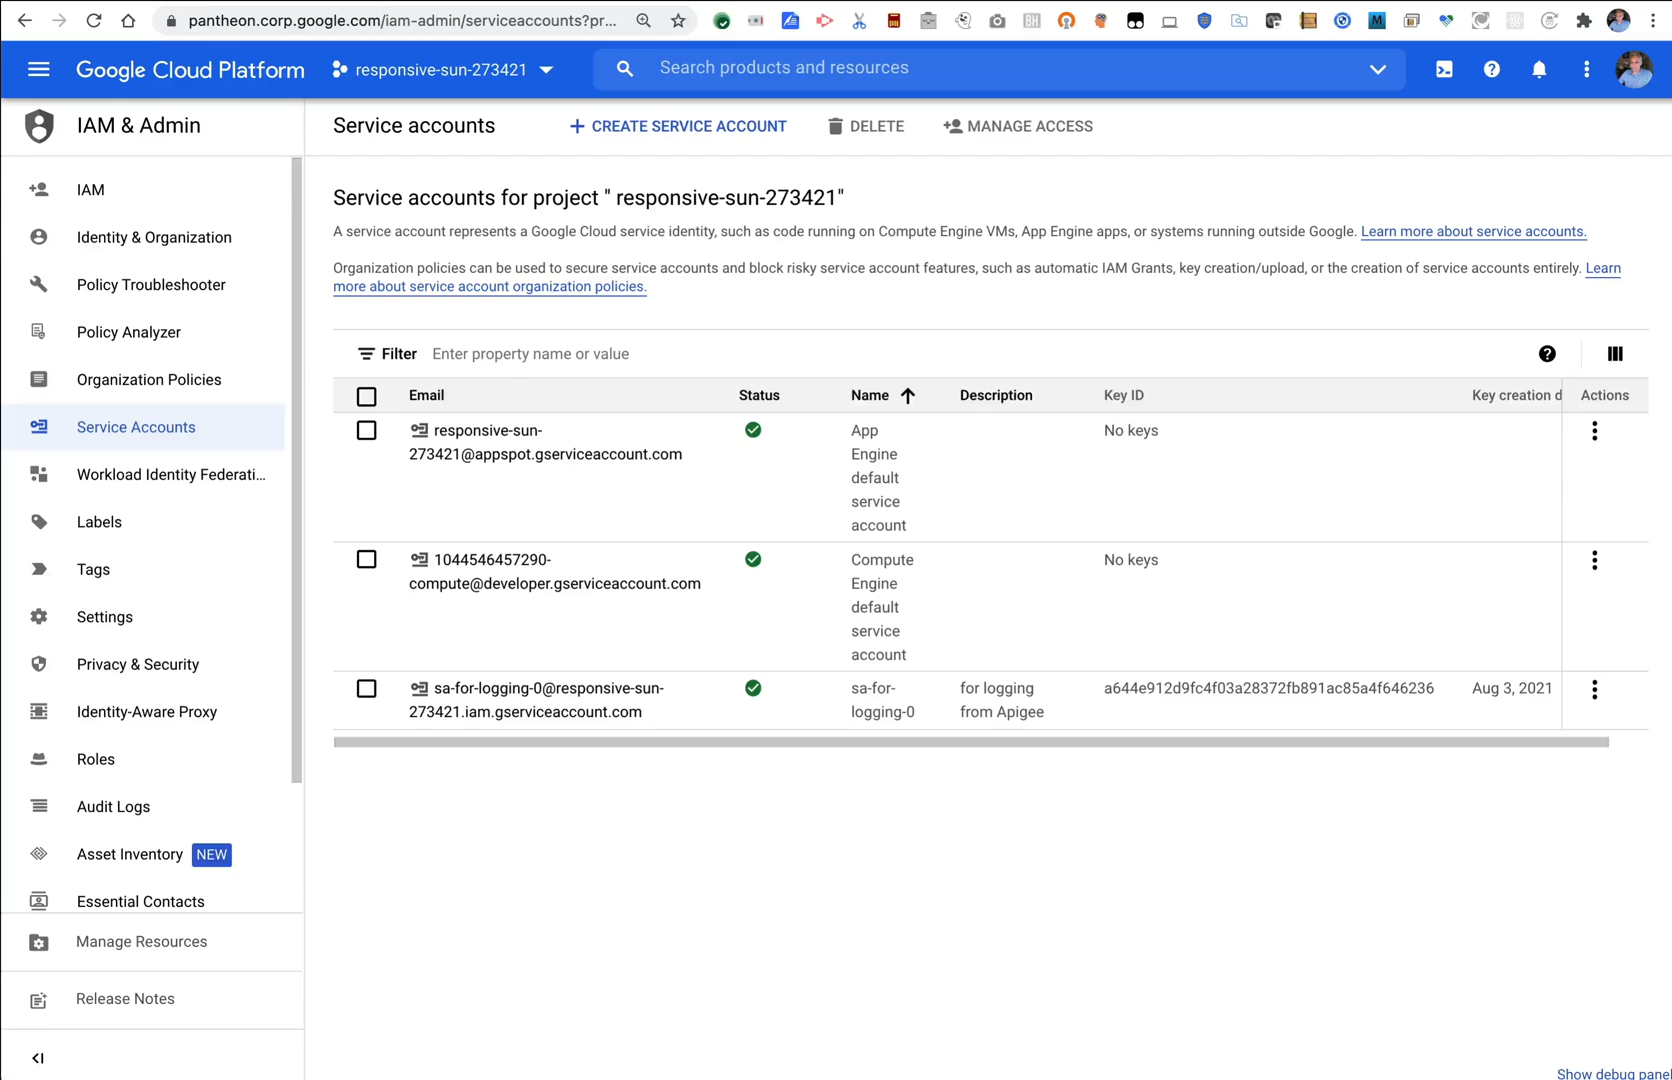 pantheon.corp.google.com/iam-admin/serviceaccounts?pr...
Google Cloud Platform
responsive-sun-273421
Search products and resources
IAM & Admin
Service accounts
CREATE SERVICE ACCOUNT
DELETE
MANAGE ACCESS
IAM
Identity & Organization
Policy Troubleshooter
Policy Analyzer
Organization Policies
Service Accounts
Workload Identity Federati...
Labels
Tags
Settings
Privacy & Security
Identity-Aware Proxy
Roles
Audit Logs
Asset Inventory NEW
Essential Contacts
Manage Resources
Release Notes
Service accounts for project " responsive-sun-273421"
A service account represents a Google Cloud service identity, such as code running on Compute Engine VMs, App Engine apps, or systems running outside Google. Learn more about service accounts.
Organization policies can be used to secure service accounts and block risky service account features, such as automatic IAM Grants, key creation/upload, or the creation of service accounts entirely. Learn
more about service account organization policies.
Filter Enter property name or value
Email Status Name Description Key ID Key creation d Actions
responsive-sun-
273421@appspot.gserviceaccount.com
App
Engine
default
service
account
No keys
1044546457290-
compute@developer.gserviceaccount.com
Compute
Engine
default
service
account
No keys
sa-for-logging-0@responsive-sun-
273421.iam.gserviceaccount.com
sa-for-
logging-0
for logging
from Apigee
a644e912d9fc4f03a28372fb891ac85a4f646236
Aug 3, 2021
Show debug panel